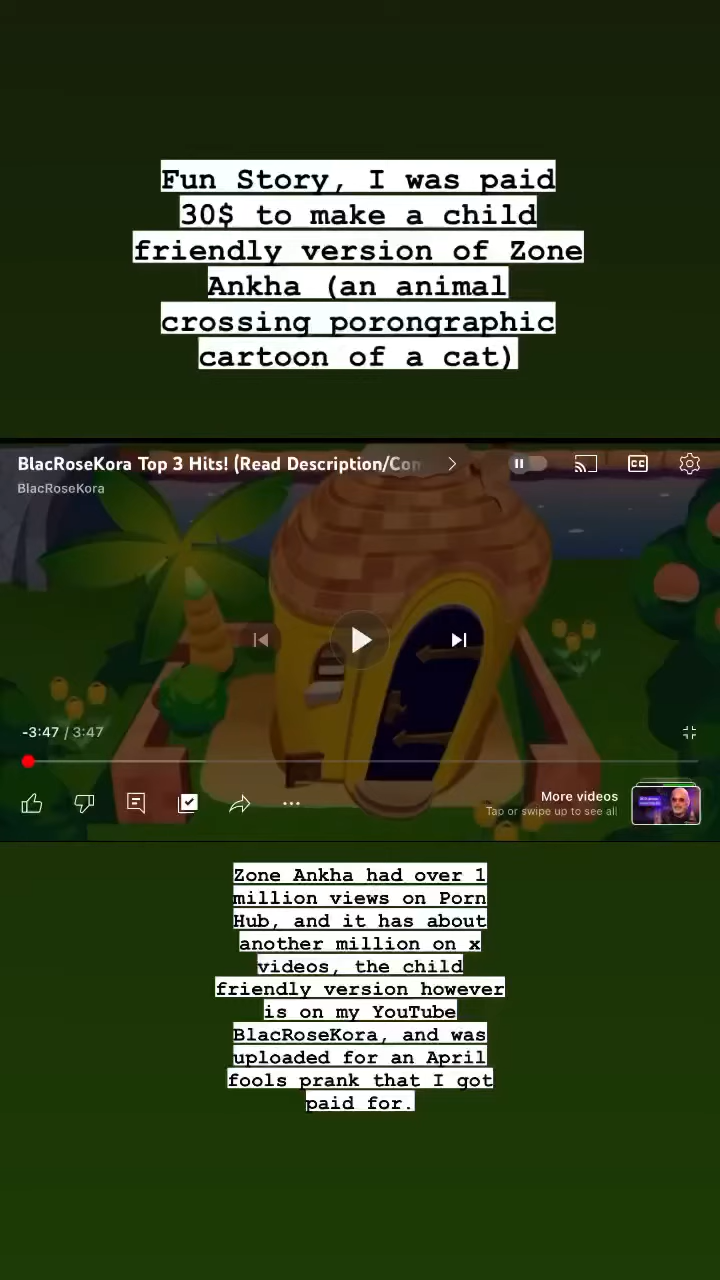 Fun Story, I was paid
30$ to make a child
friendly version of Zone
Ankha (an animal
crossing porongraphic
cartoon of a cat)
BlacRoseKora Top 3 Hits! (Read Description/Com
BlacRoseKora
CC
-3:47 / 3:47
More videos
Tap or swipe up to see all
Zone Ankha had over 1
million views on Porn
Hub, and it has about
another million on x
videos, the child
friendly version however
is on my YouTube
BlacRoseKora, and was
uploaded for an April
fools prank that I got
paid for.